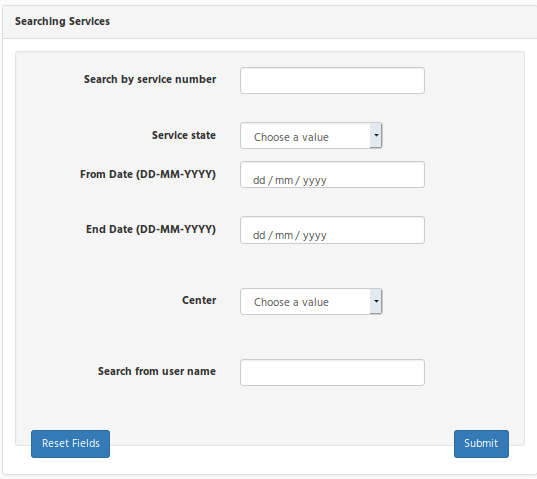 Searching Services
Search by service number
Service state Choose a value
From Date (DD-MM-YYYY) dd / mm / yyyy
End Date (DD-MM-YYYY) dd / mm / yyyy
Center Choose a value
Search from user name
Reset Fields Submit